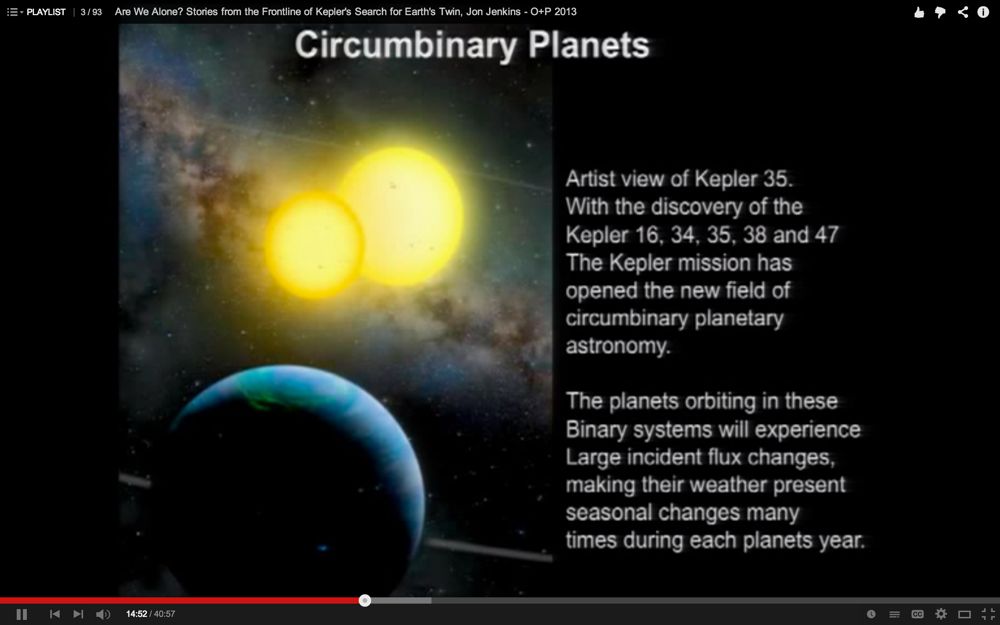 PLAYLIST | 3 / 93 Are We Alone? Stories from the Frontline of Kepler's Search for Earth's Twin, Jon Jenkins - O+P 2013
Circumbinary Planets
Artist view of Kepler 35.
With the discovery of the
Kepler 16, 34, 35, 38 and 47
The Kepler mission has
opened the new field of
circumbinary planetary
astronomy.
The planets orbiting in these
Binary systems will experience
Large incident flux changes,
making their weather present
seasonal changes many
times during each planets year.
14:52 / 40:57
CC